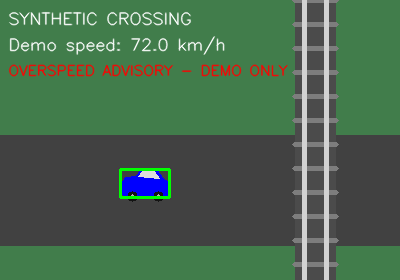 SYNTHETIC CROSSING
Demo speed: 72.0 km/h
OVERSPEED ADVISORY – DEMO ONLY